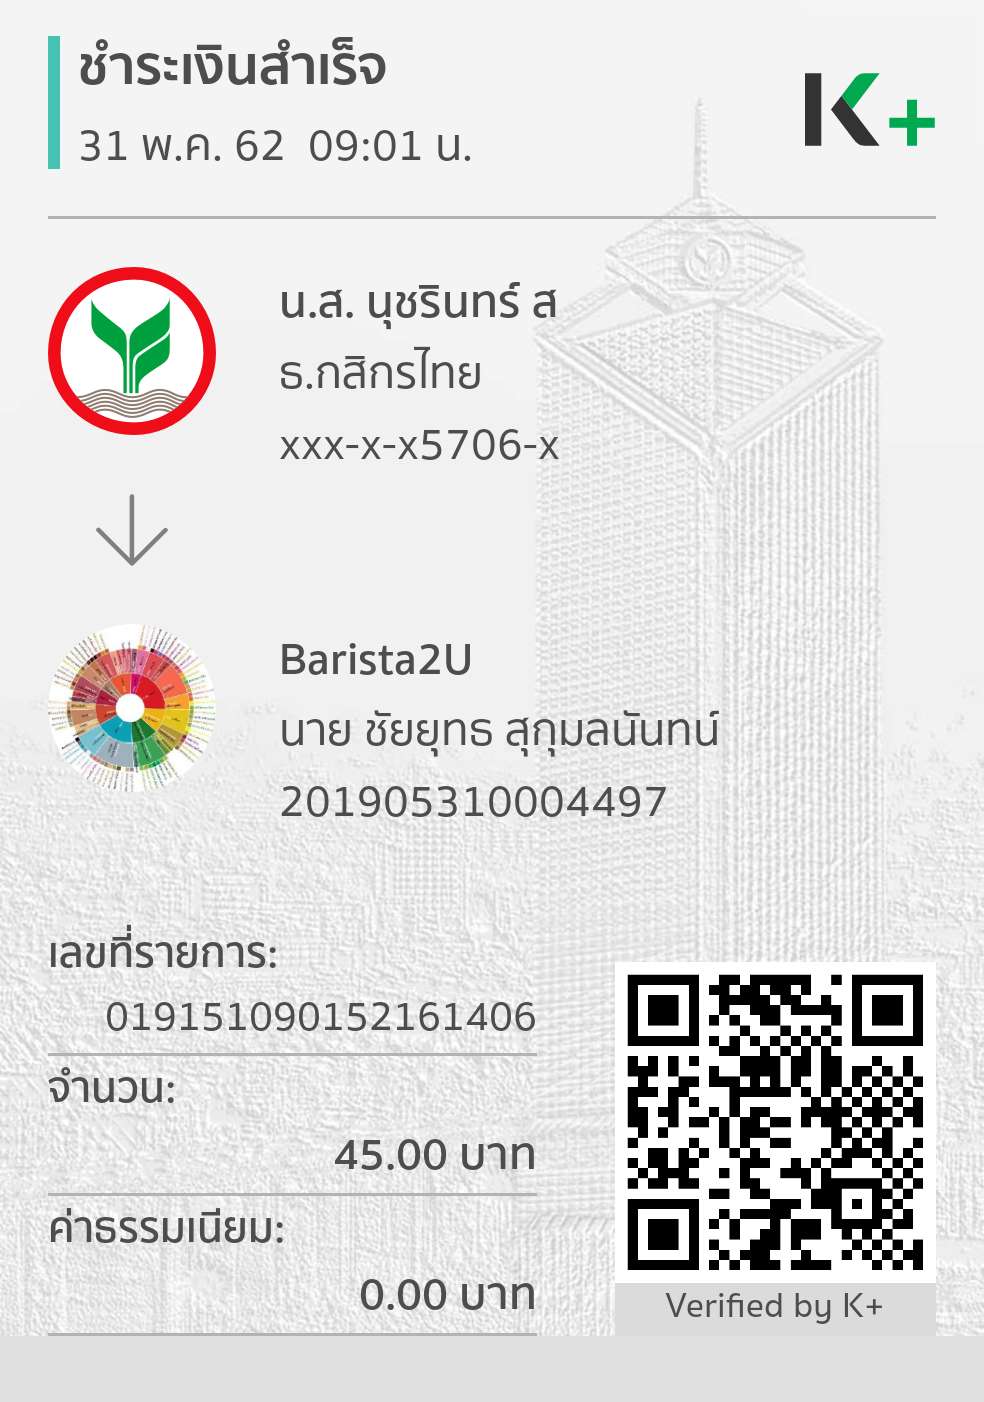 ชำระเงินสำเร็จ
31 พ.ค. 62 09:01 น.
K+
น.ส. นุชรินทร์ ส
ธ.กสิกรไทย
xxx-x-x5706-x
Barista2U
นาย ชัยยุทธ สุกุมลนันทน์
201905310004497
เลขที่รายการ:
019151090152161406
จำนวน:
45.00 บาท
ค่าธรรมเนียม:
0.00 บาท
Verified by K+